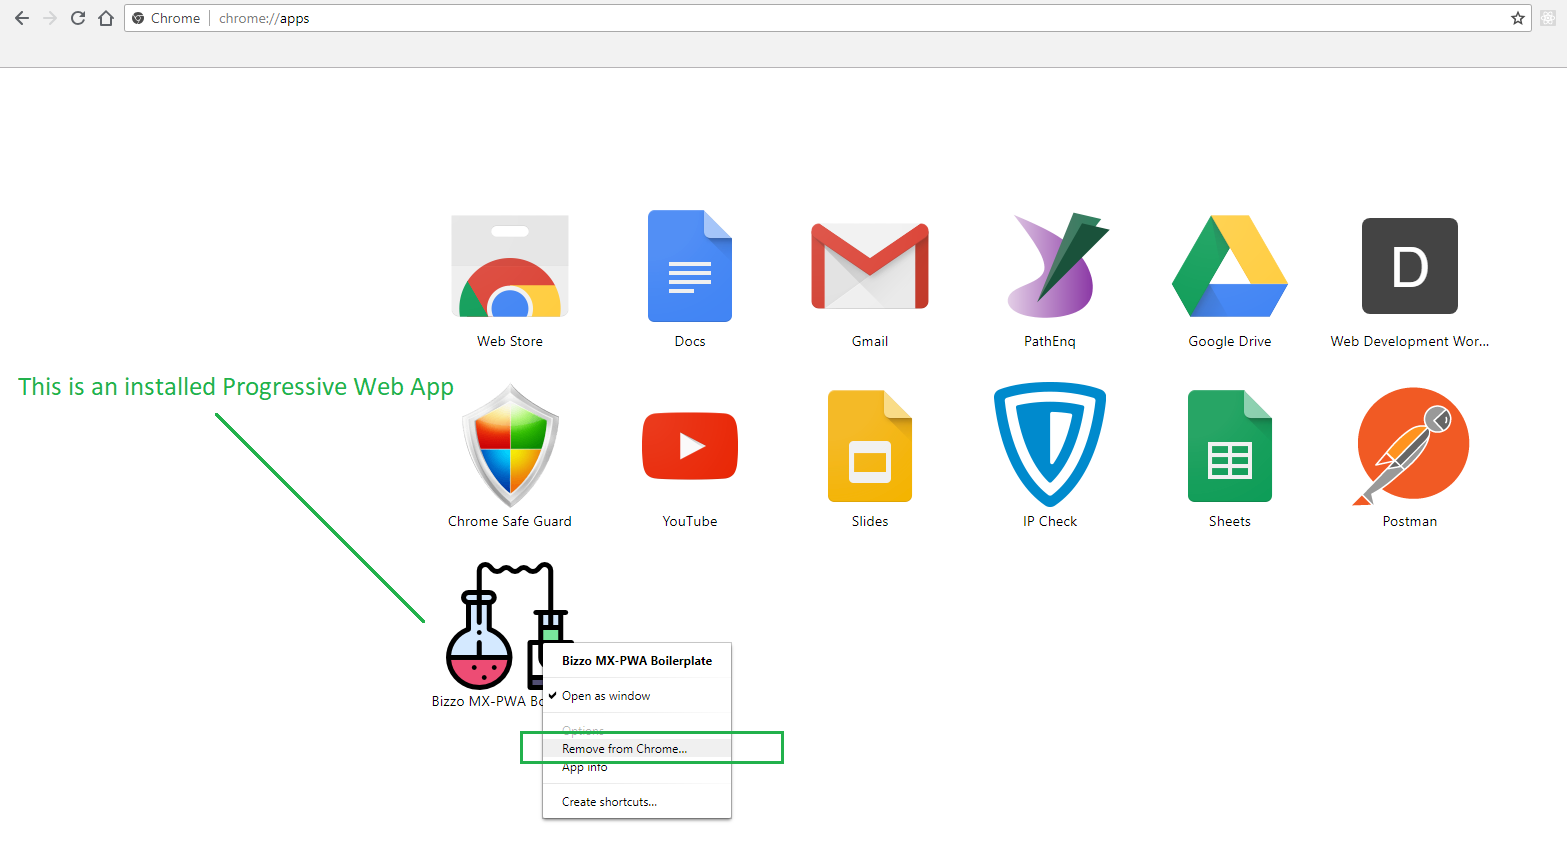 Chrome chrome://apps
Web Store Docs Gmail PathEnq Google Drive Web Development Wor...
D
This is an installed Progressive Web App
Chrome Safe Guard YouTube Slides IP Check Sheets Postman
Bizzo MX-PWA Bo
Bizzo MX-PWA Boilerplate
Open as window
Options
Remove from Chrome...
App info
Create shortcuts...